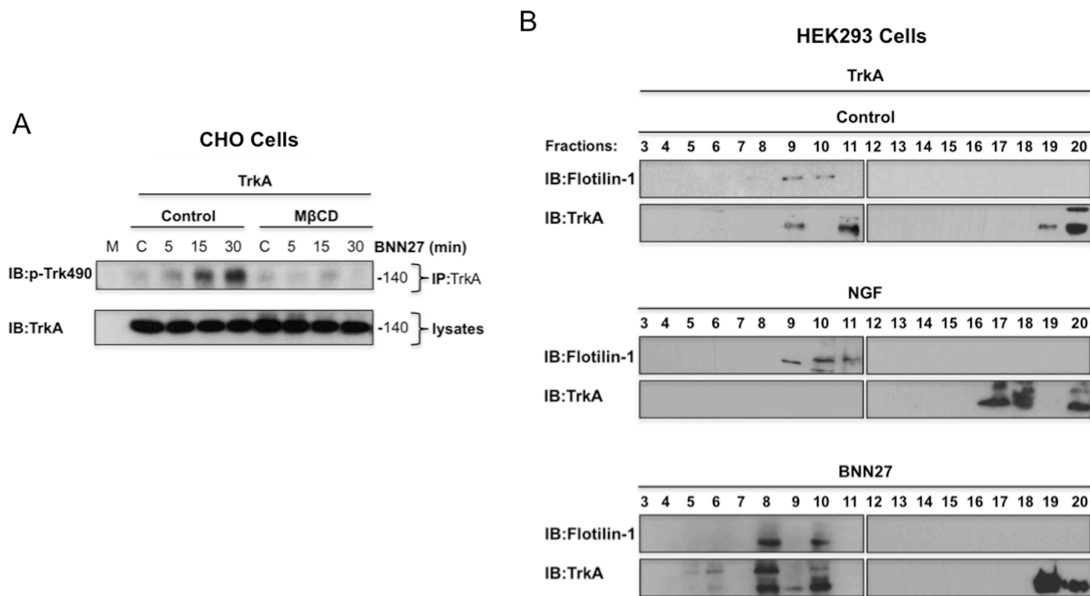 A
CHO Cells
TrkA
Control MβCD
M C 5 15 30 C 5 15 30 BNN27 (min)
IB:p-Trk490 -140 IP:TrkA
IB:TrkA -140 lysates
B
HEK293 Cells
TrkA
Control
Fractions: 3 4 5 6 7 8 9 10 11 12 13 14 15 16 17 18 19 20
IB:Flotilin-1
IB:TrkA
NGF
3 4 5 6 7 8 9 10 11 12 13 14 15 16 17 18 19 20
IB:Flotilin-1
IB:TrkA
BNN27
3 4 5 6 7 8 9 10 11 12 13 14 15 16 17 18 19 20
IB:Flotilin-1
IB:TrkA